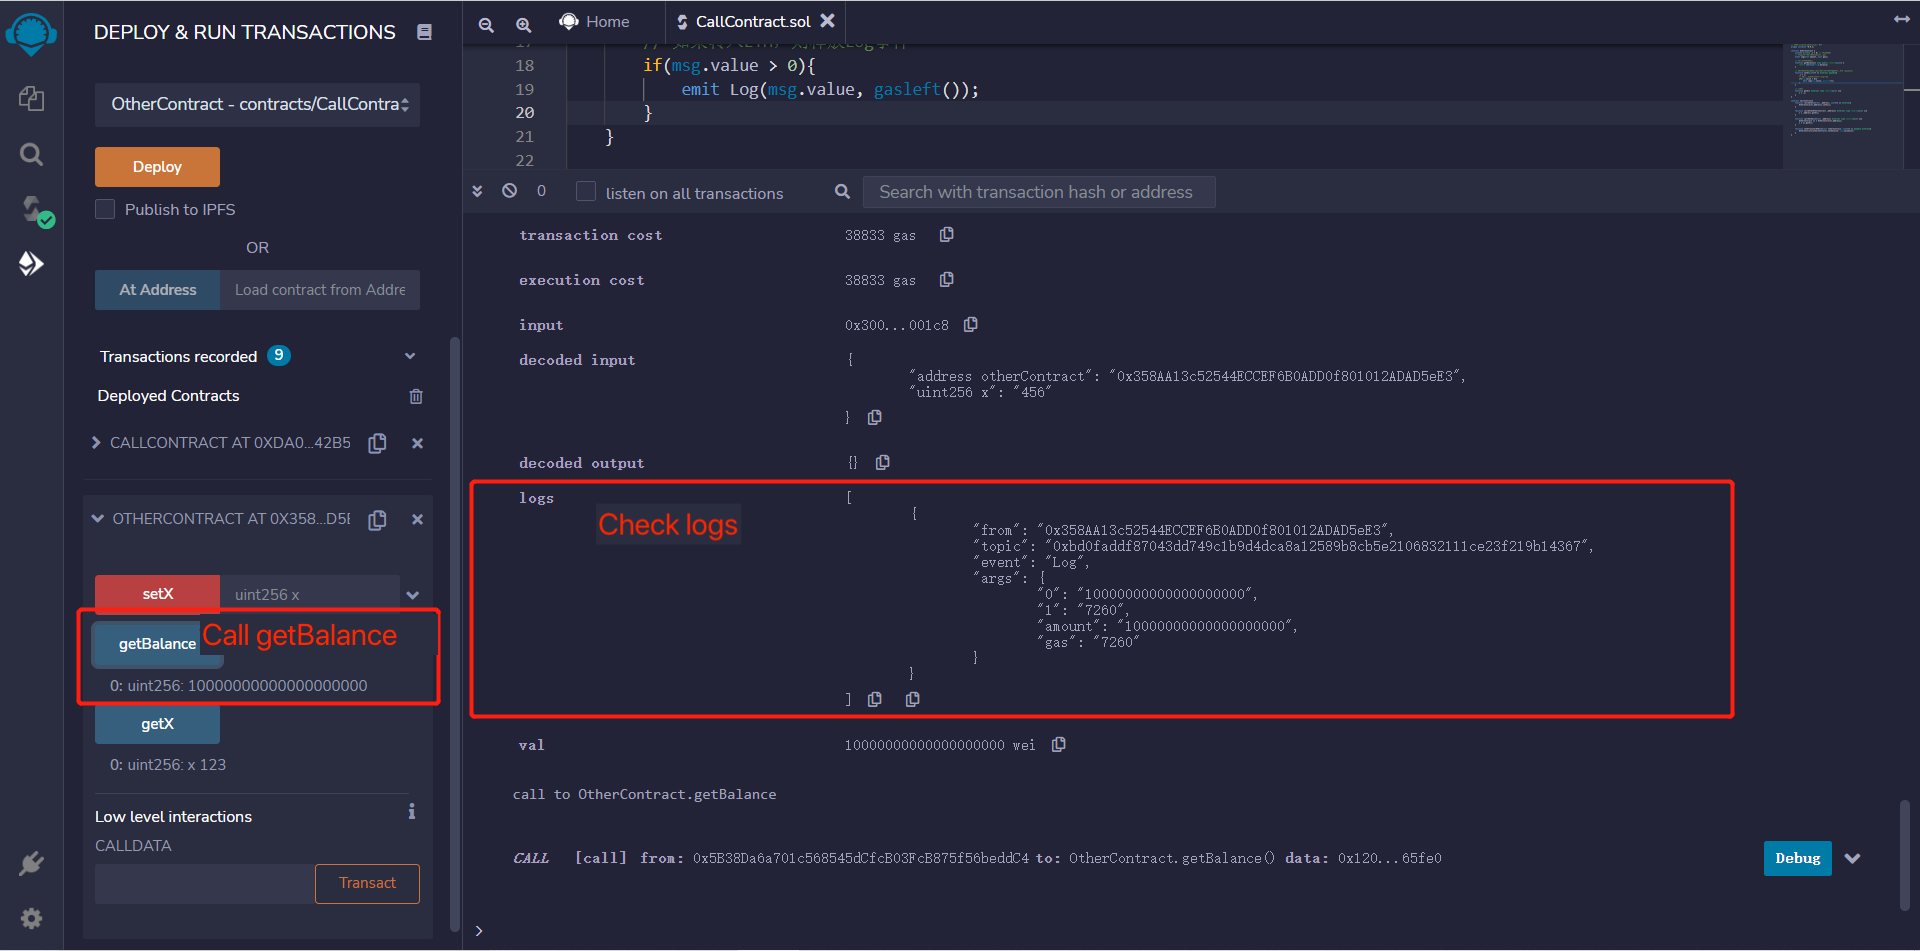 DEPLOY & RUN TRANSACTIONS
OtherContract - contracts/CallContra
Deploy
Publish to IPFS
OR
At Address
Load contract from Addre
Transactions recorded 9
Deployed Contracts
CALLCONTRACT AT 0XDA0...42B5
OTHERCONTRACT AT 0X358...D5E
setX
uint256 x
getBalance
Call getBalance
0: uint256: 10000000000000000000
getX
0: uint256: x 123
Low level interactions
CALLDATA
Transact
Home
CallContract.sol
18 if(msg.value > 0){
19 emit Log(msg.value, gasleft());
20 }
21 }
22
0
listen on all transactions
Search with transaction hash or address
transaction cost 38833 gas
execution cost 38833 gas
input 0x300...001c8
decoded input {
"address otherContract": "0x358AA13c52544ECCEF6B0ADD0f801012ADAD5eE3",
"uint256 x": "456"
}
decoded output {}
logs [
Check logs
{
"from": "0x358AA13c52544ECCEF6B0ADD0f801012ADAD5eE3",
"topic": "0xbd0faddf87043dd749c1b9d4dca8a12589b8cb5e2106832111ce23f219b14367",
"event": "Log",
"args": {
"0": "10000000000000000000",
"1": "7260",
"amount": "10000000000000000000",
"gas": "7260"
}
}
]
val 10000000000000000000 wei
call to OtherContract.getBalance
CALL [call] from: 0x5B38Da6a701c568545dCfcB03FcB875f56beddC4 to: OtherContract.getBalance() data: 0x120...65fe0
Debug
>